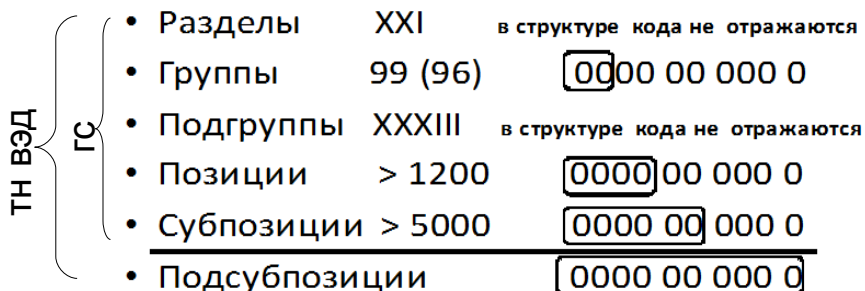 • Разделы XXI в структуре кода не отражаются
• Группы 99 (96) 0000 00 000 0
• Подгруппы XXXIII в структуре кода не отражаются
• Позиции > 1200 0000 00 000 0
• Субпозиции > 5000 0000 00 000 0
• Подсубпозиции 0000 00 000 0
ТН ВЭД
ГС